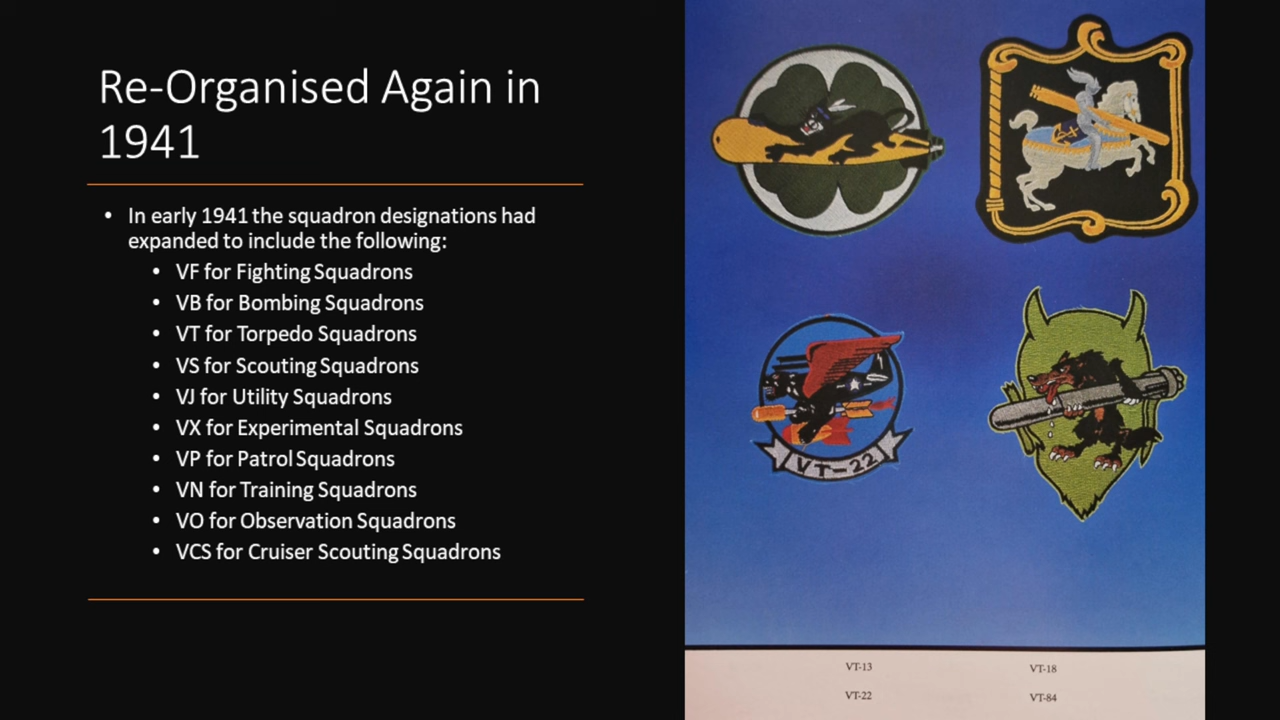 Re-Organised Again in
1941
• In early 1941 the squadron designations had
expanded to include the following:
• VF for Fighting Squadrons
• VB for Bombing Squadrons
• VT for Torpedo Squadrons
• VS for Scouting Squadrons
• VJ for Utility Squadrons
• VX for Experimental Squadrons
• VP for Patrol Squadrons
• VN for Training Squadrons
• VO for Observation Squadrons
• VCS for Cruiser Scouting Squadrons
VT-22
VT-13 VT-18
VT-22 VT-84